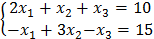 2x₁ + x₂ + x₃ = 10
−x₁ + 3x₂−x₃ = 15